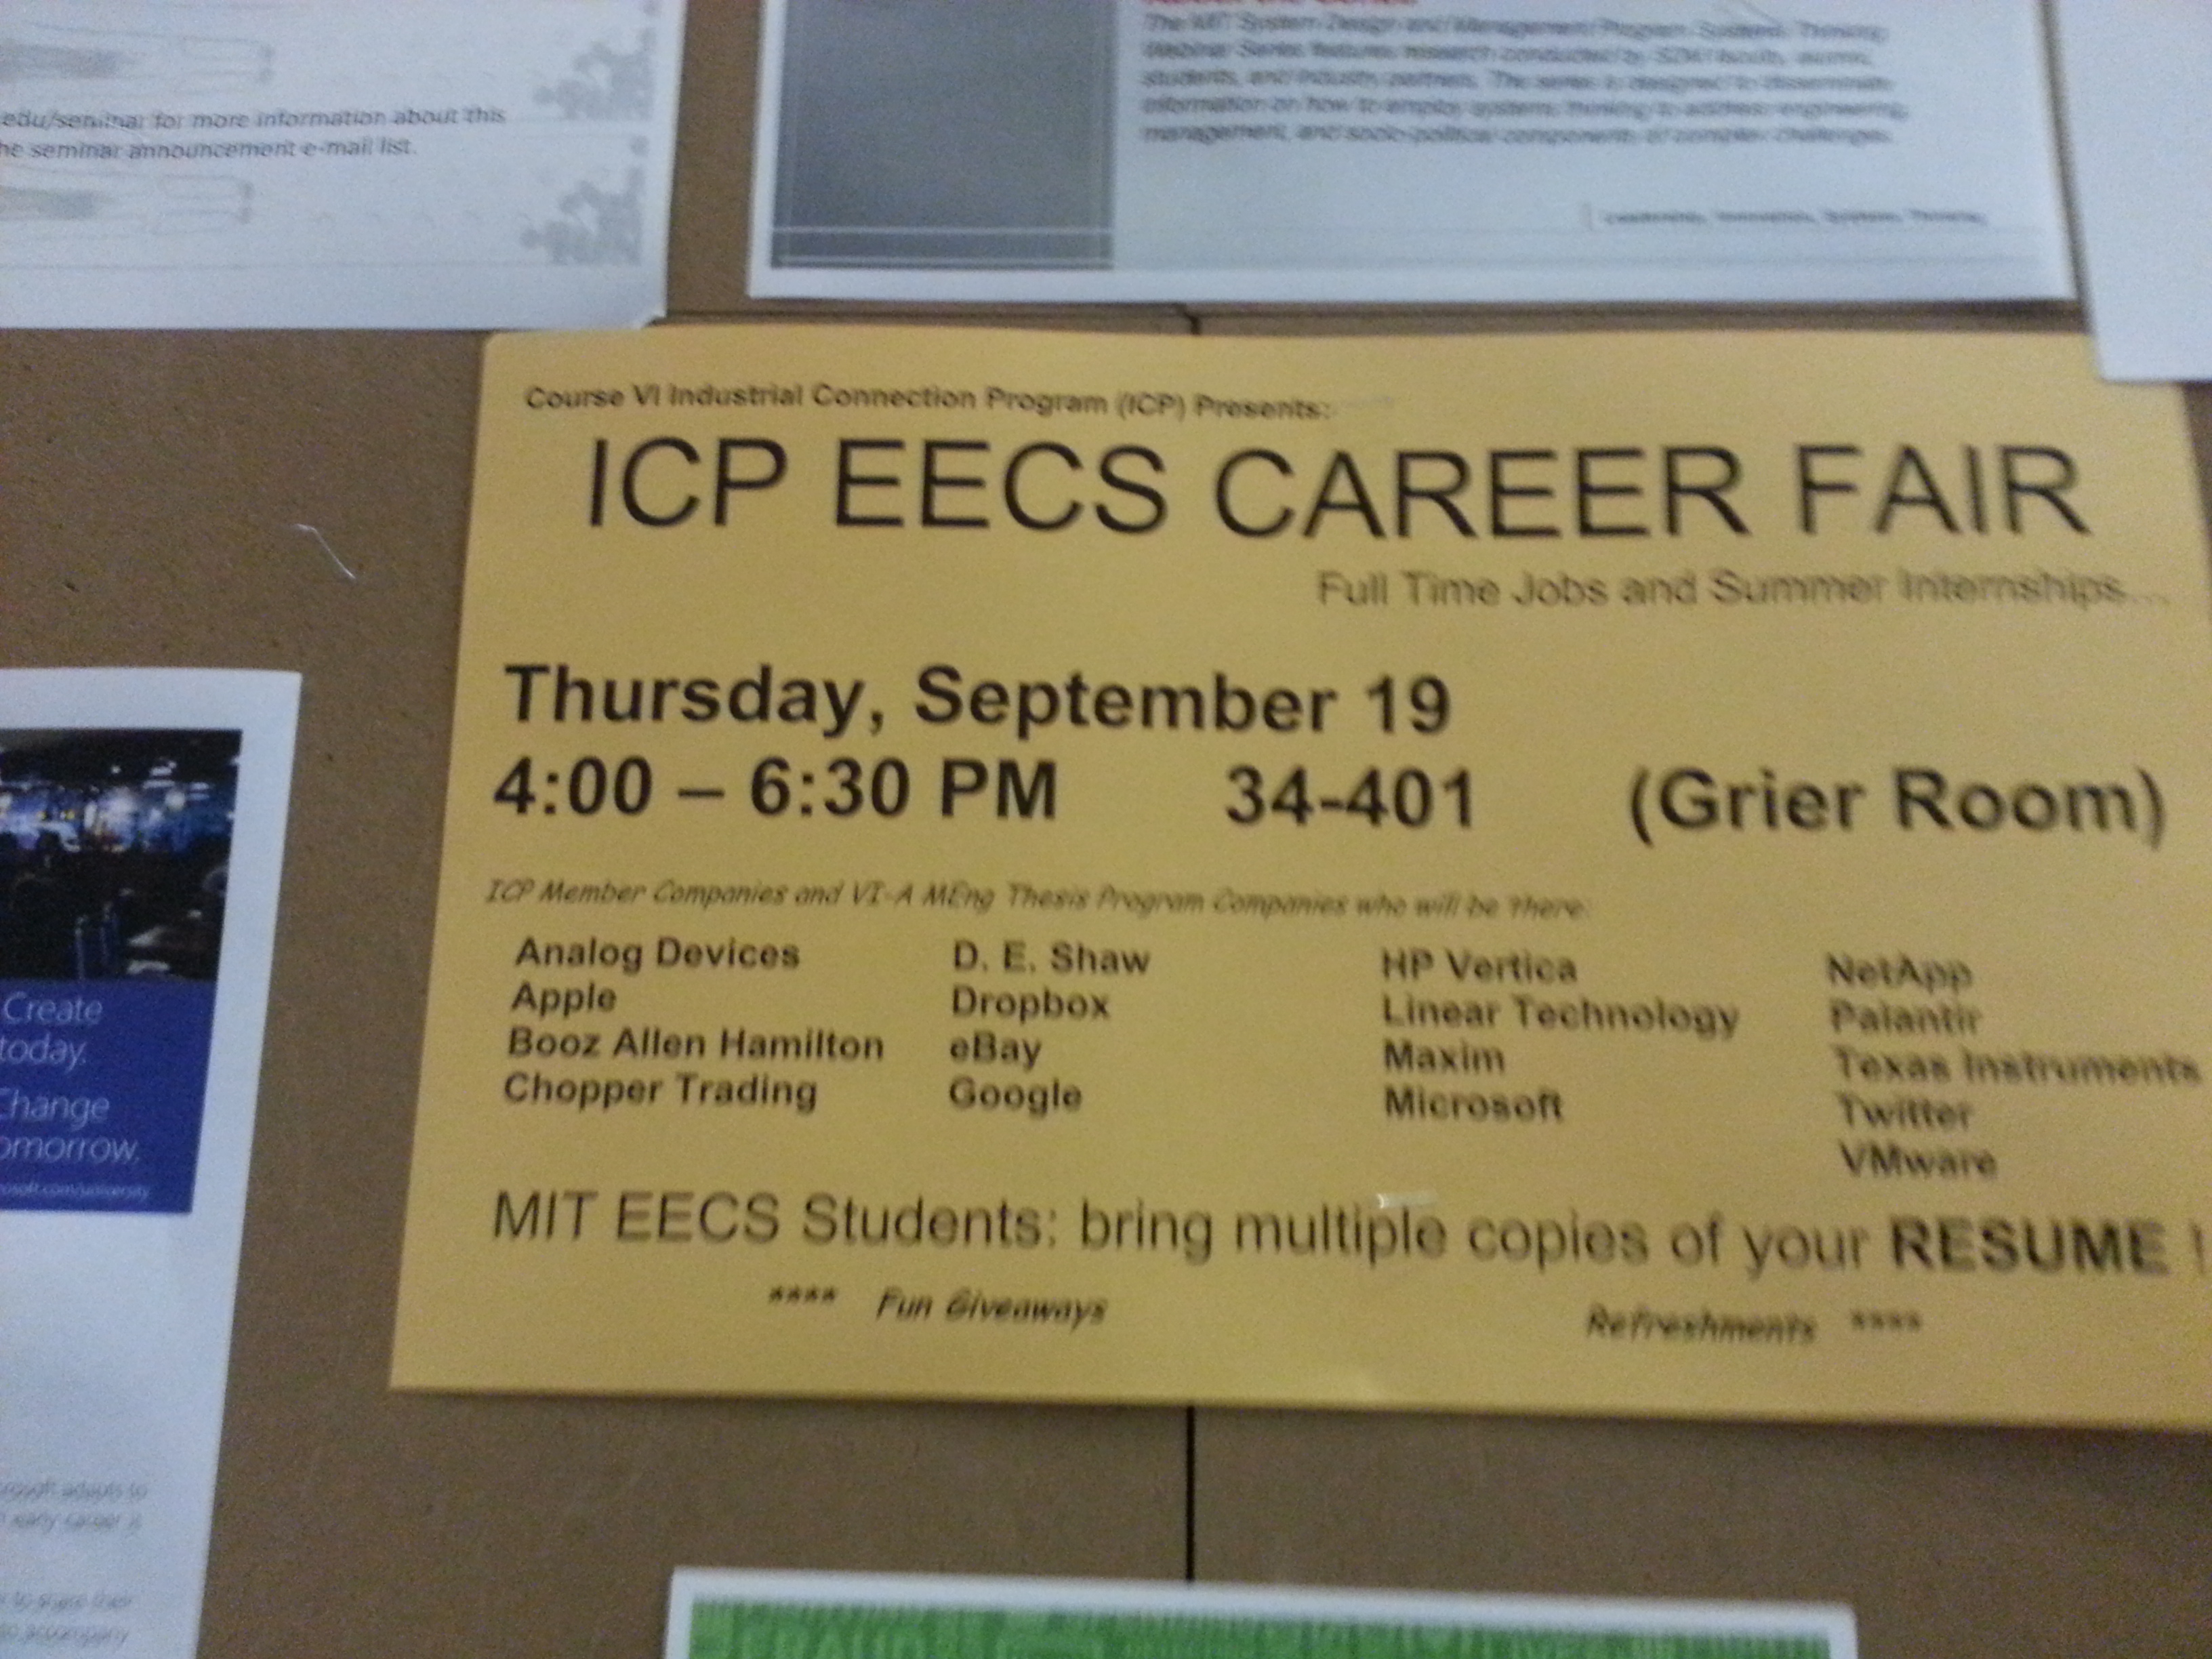 edu/seminar for more information about this
he seminar announcement e-mail list.
The MIT System Design and Management Program Systems Thinking
Webinar Series features research conducted by SDM faculty, alumni,
students, and industry partners. The series is designed to disseminate
information on how to employ systems thinking to address engineering,
management, and socio-political components of complex challenges.
Leadership, Innovation, Systems Thinking
Course VI Industrial Connection Program (ICP) Presents:
ICP EECS CAREER FAIR
Full Time Jobs and Summer Internships...
Thursday, September 19
4:00 – 6:30 PM 34-401 (Grier Room)
ICP Member Companies and VI-A MEng Thesis Program Companies who will be there:
Analog Devices D. E. Shaw HP Vertica NetApp
Apple Dropbox Linear Technology Palantir
Booz Allen Hamilton eBay Maxim Texas Instruments
Chopper Trading Google Microsoft Twitter
VMware
MIT EECS Students: bring multiple copies of your RESUME !
**** Fun Giveaways Refreshments ****
Create
today.
Change
omorrow.
rosoft.com/university
rosoft adapts to
early career is
to share their
to accompany